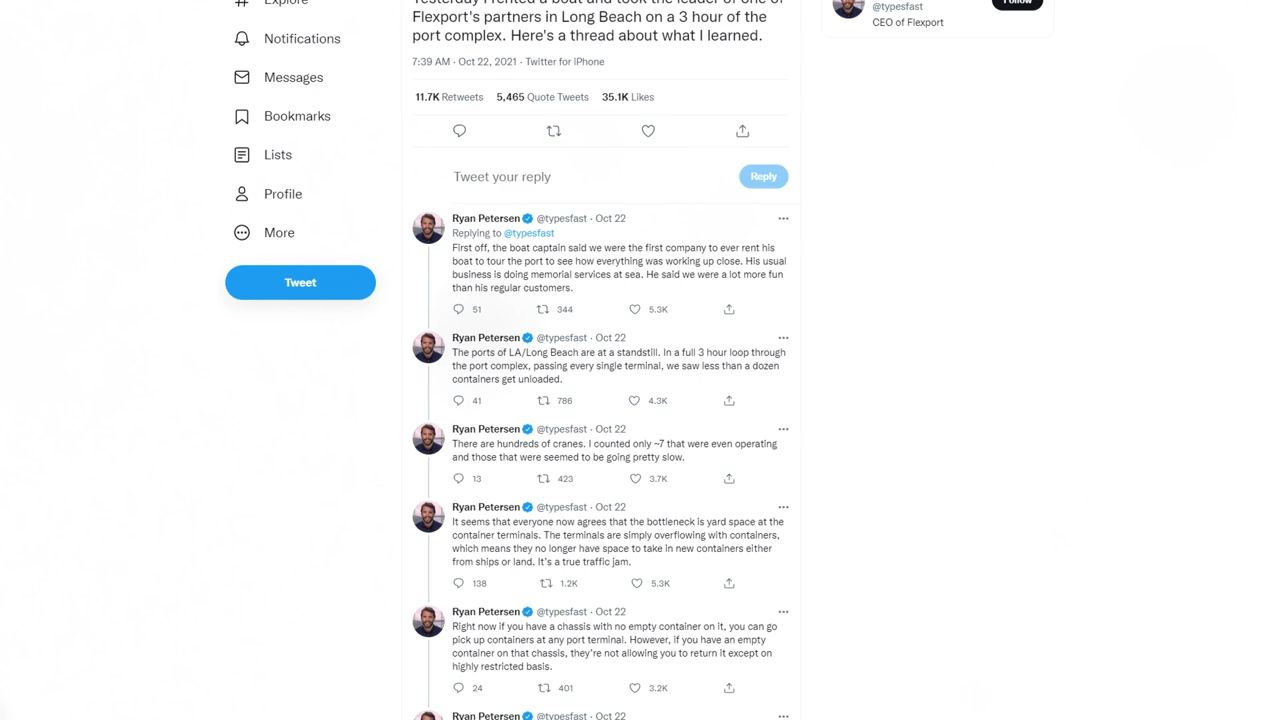 Explore
Notifications
Messages
Bookmarks
Lists
Profile
More
Tweet
Yesterday I rented a boat and took the leader of one of
Flexport's partners in Long Beach on a 3 hour of the
port complex. Here's a thread about what I learned.
7:39 AM · Oct 22, 2021 · Twitter for iPhone
11.7K Retweets 5,465 Quote Tweets 35.1K Likes
Tweet your reply
Reply
Ryan Petersen @typesfast · Oct 22
Replying to @typesfast
First off, the boat captain said we were the first company to ever rent his
boat to tour the port to see how everything was working up close. His usual
business is doing memorial services at sea. He said we were a lot more fun
than his regular customers.
51 344 5.3K
Ryan Petersen @typesfast · Oct 22
The ports of LA/Long Beach are at a standstill. In a full 3 hour loop through
the port complex, passing every single terminal, we saw less than a dozen
containers get unloaded.
41 786 4.3K
Ryan Petersen @typesfast · Oct 22
There are hundreds of cranes. I counted only ~7 that were even operating
and those that were seemed to be going pretty slow.
13 423 3.7K
Ryan Petersen @typesfast · Oct 22
It seems that everyone now agrees that the bottleneck is yard space at the
container terminals. The terminals are simply overflowing with containers,
which means they no longer have space to take in new containers either
from ships or land. It's a true traffic jam.
138 1.2K 5.3K
Ryan Petersen @typesfast · Oct 22
Right now if you have a chassis with no empty container on it, you can go
pick up containers at any port terminal. However, if you have an empty
container on that chassis, they're not allowing you to return it except on
highly restricted basis.
24 401 3.2K
Ryan Petersen @typesfast · Oct 22
@typesfast
Follow
CEO of Flexport